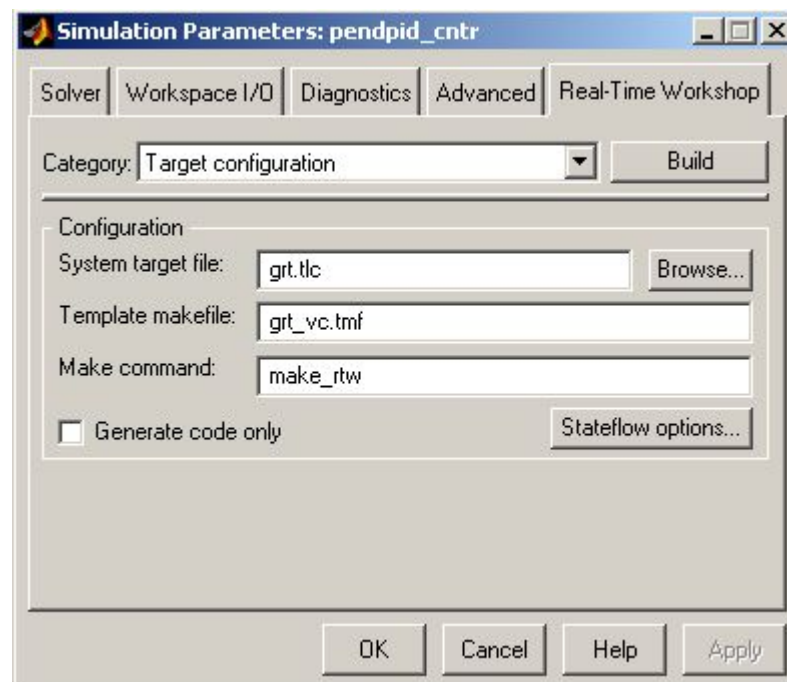 Simulation Parameters: pendpid_cntr
Solver Workspace I/O Diagnostics Advanced Real-Time Workshop
Category: Target configuration Build
Configuration
System target file: grt.tlc Browse...
Template makefile: grt_vc.tmf
Make command: make_rtw
Generate code only Stateflow options...
OK Cancel Help Apply